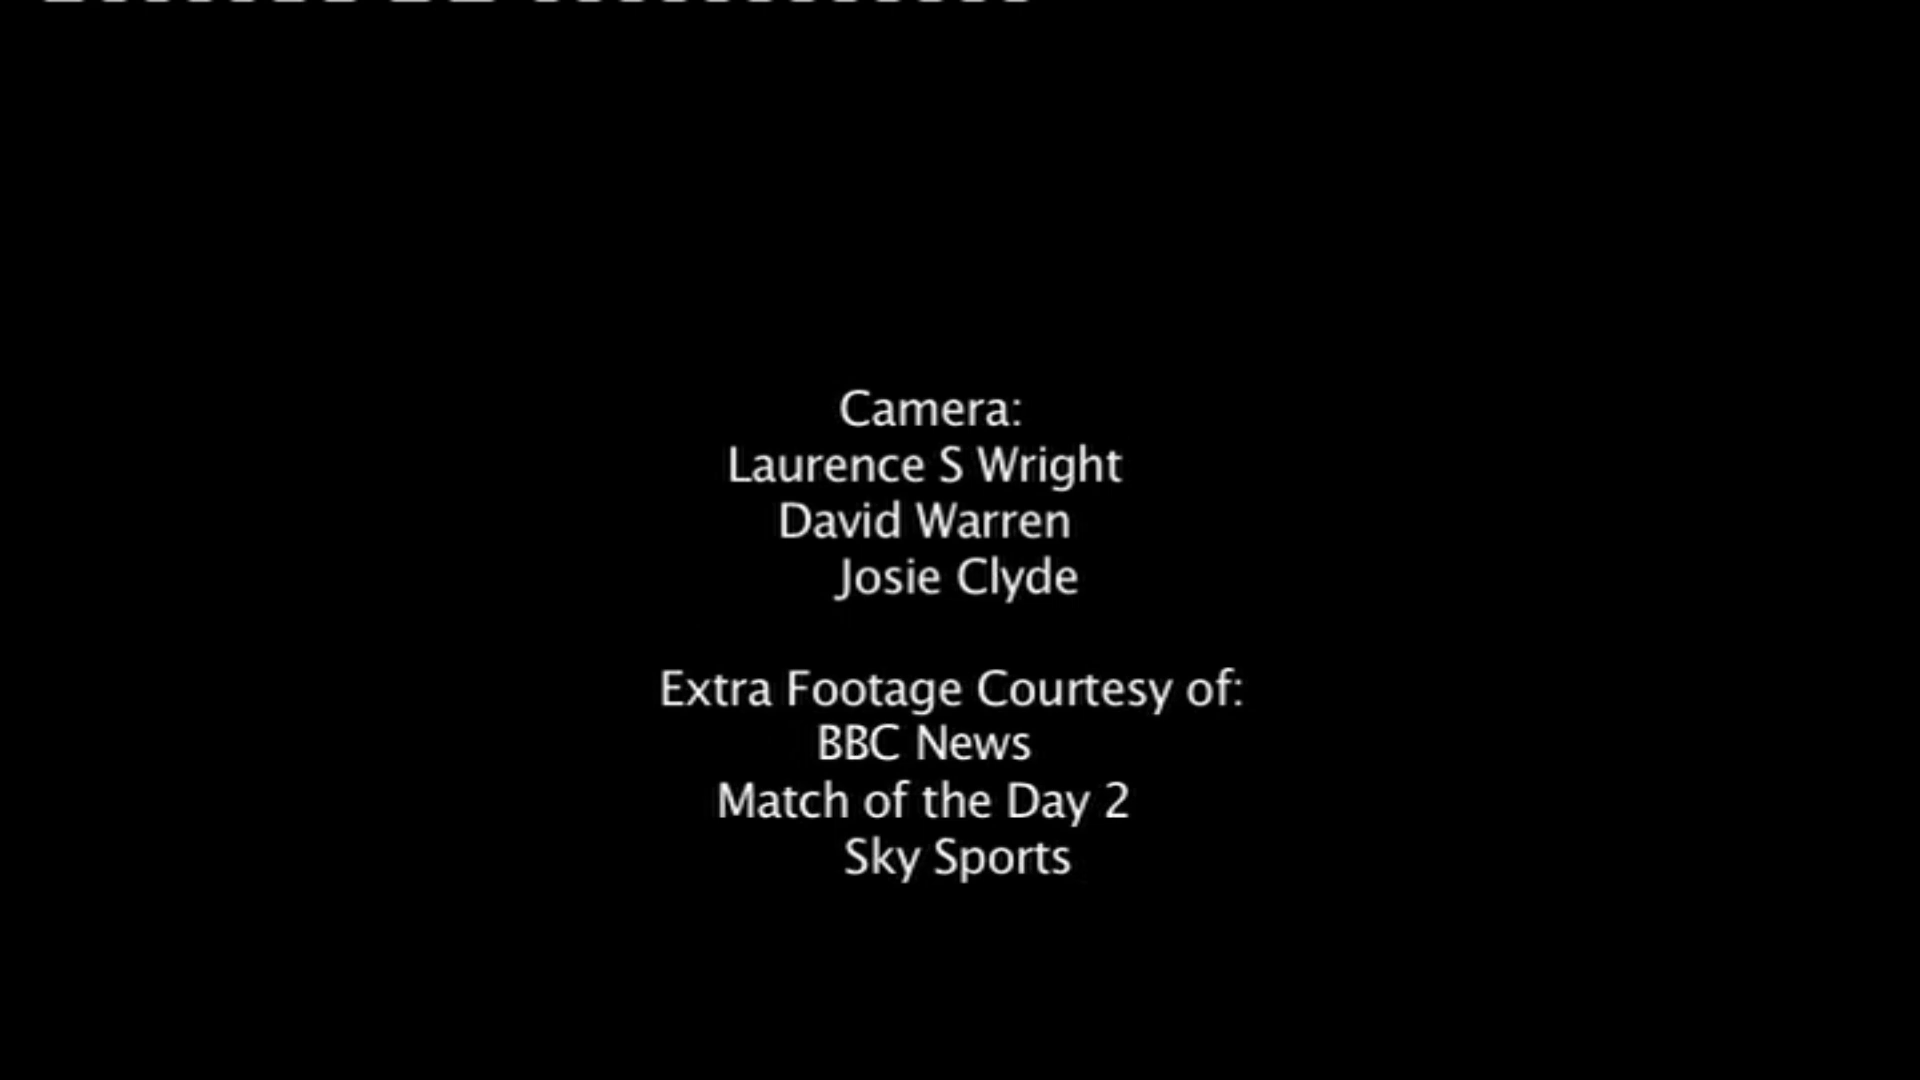 Camera:
Laurence S Wright
David Warren
Josie Clyde
Extra Footage Courtesy of:
BBC News
Match of the Day 2
Sky Sports